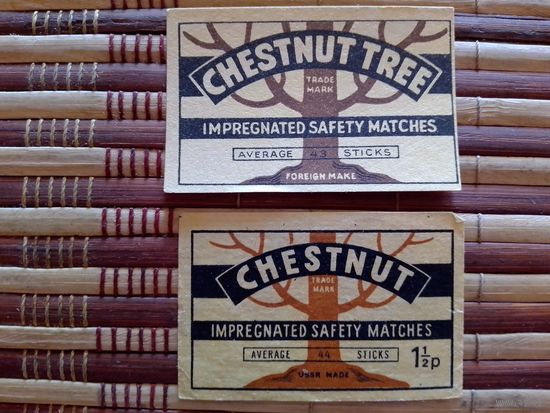 CHESTNUT TREE
TRADE
MARK
IMPREGNATED SAFETY MATCHES
AVERAGE 43 STICKS
FOREIGN MAKE
CHESTNUT
TRADE
MARK
IMPREGNATED SAFETY MATCHES
AVERAGE 44 STICKS
1½p
USSR MADE